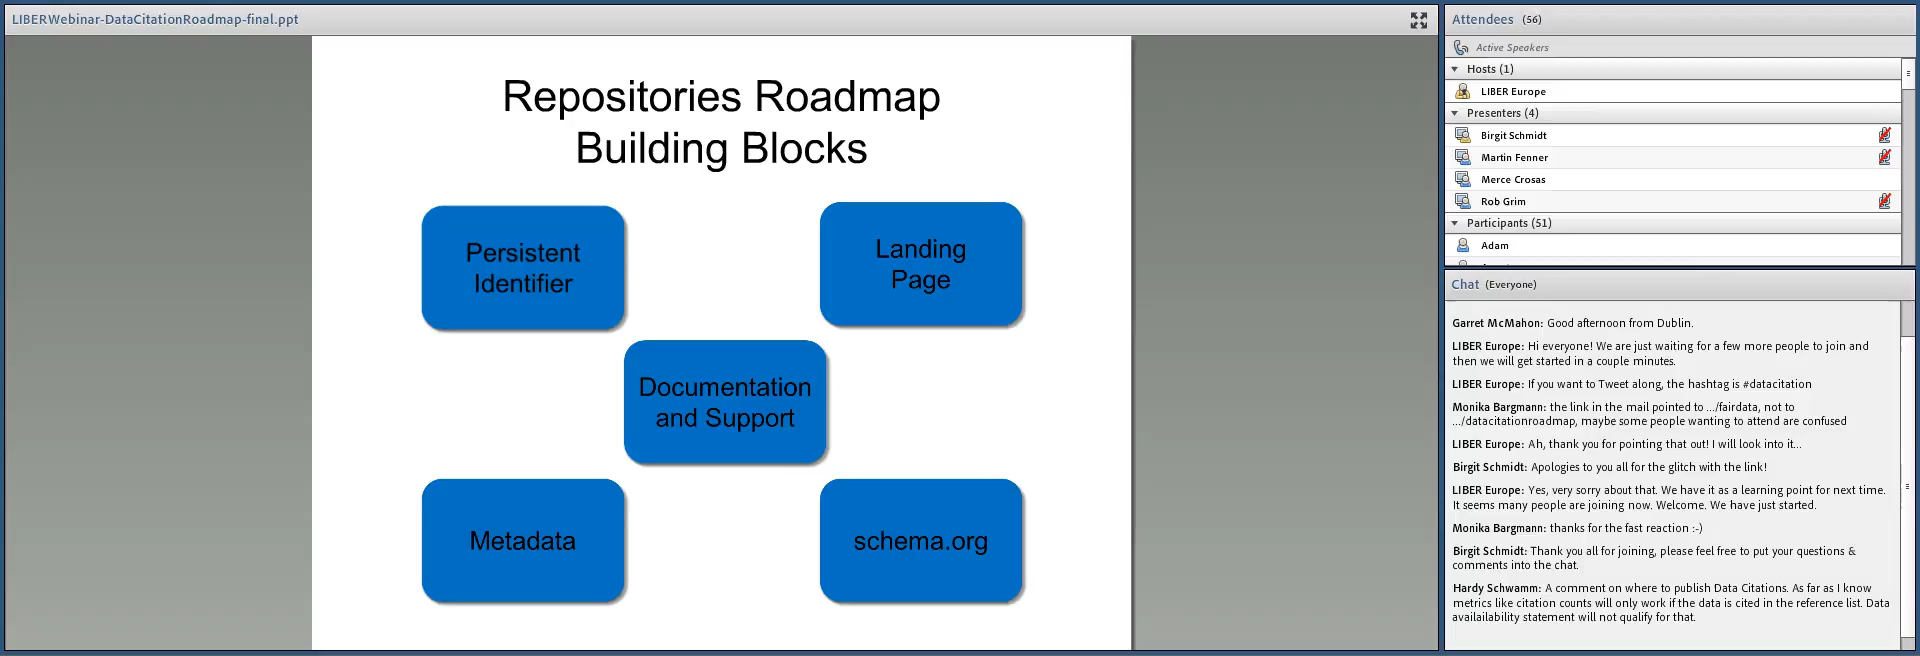 LIBERWebinar-DataCitationRoadmap-final.ppt
Repositories Roadmap
Building Blocks
Persistent
Identifier
Landing
Page
Documentation
and Support
Metadata
schema.org
Attendees (56)
Active Speakers
Hosts (1)
LIBER Europe
Presenters (4)
Birgit Schmidt
Martin Fenner
Merce Crosas
Rob Grim
Participants (51)
Adam
Chat (Everyone)
Garret McMahon: Good afternoon from Dublin.
LIBER Europe: Hi everyone! We are just waiting for a few more people to join and
then we will get started in a couple minutes.
LIBER Europe: If you want to Tweet along, the hashtag is #datacitation
Monika Bargmann: the link in the mail pointed to .../fairdata, not to
.../datacitationroadmap, maybe some people wanting to attend are confused
LIBER Europe: Ah, thank you for pointing that out! I will look into it...
Birgit Schmidt: Apologies to you all for the glitch with the link!
LIBER Europe: Yes, very sorry about that. We have it as a learning point for next time.
It seems many people are joining now. Welcome. We have just started.
Monika Bargmann: thanks for the fast reaction :-)
Birgit Schmidt: Thank you all for joining, please feel free to put your questions &
comments into the chat.
Hardy Schwamm: A comment on where to publish Data Citations. As far as I know
metrics like citation counts will only work if the data is cited in the reference list. Data
availailability statement will not qualify for that.